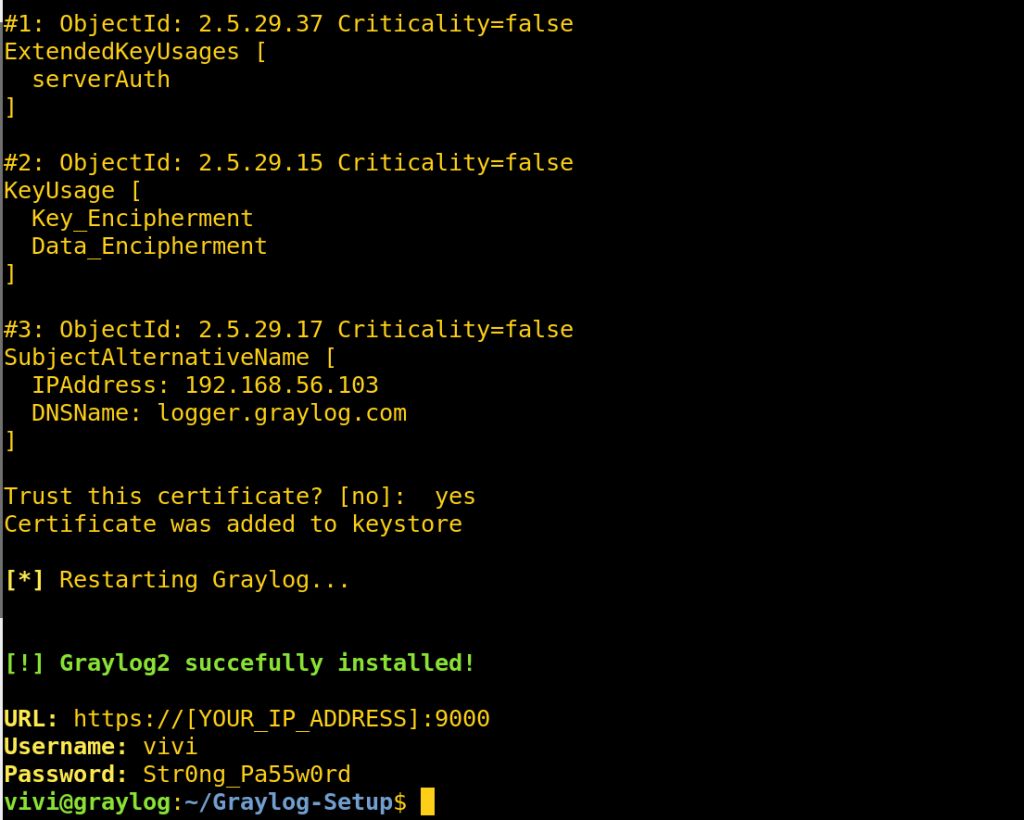 #1: ObjectId: 2.5.29.37 Criticality=false
ExtendedKeyUsages [
  serverAuth
]
#2: ObjectId: 2.5.29.15 Criticality=false
KeyUsage [
  Key_Encipherment
  Data_Encipherment
]
#3: ObjectId: 2.5.29.17 Criticality=false
SubjectAlternativeName [
  IPAddress: 192.168.56.103
  DNSName: logger.graylog.com
]
Trust this certificate? [no]:  yes
Certificate was added to keystore
[*] Restarting Graylog...
[!] Graylog2 succefully installed!
URL: https://[YOUR_IP_ADDRESS]:9000
Username: vivi
Password: Str0ng_Pa55w0rd
vivi@graylog:~/Graylog-Setup$